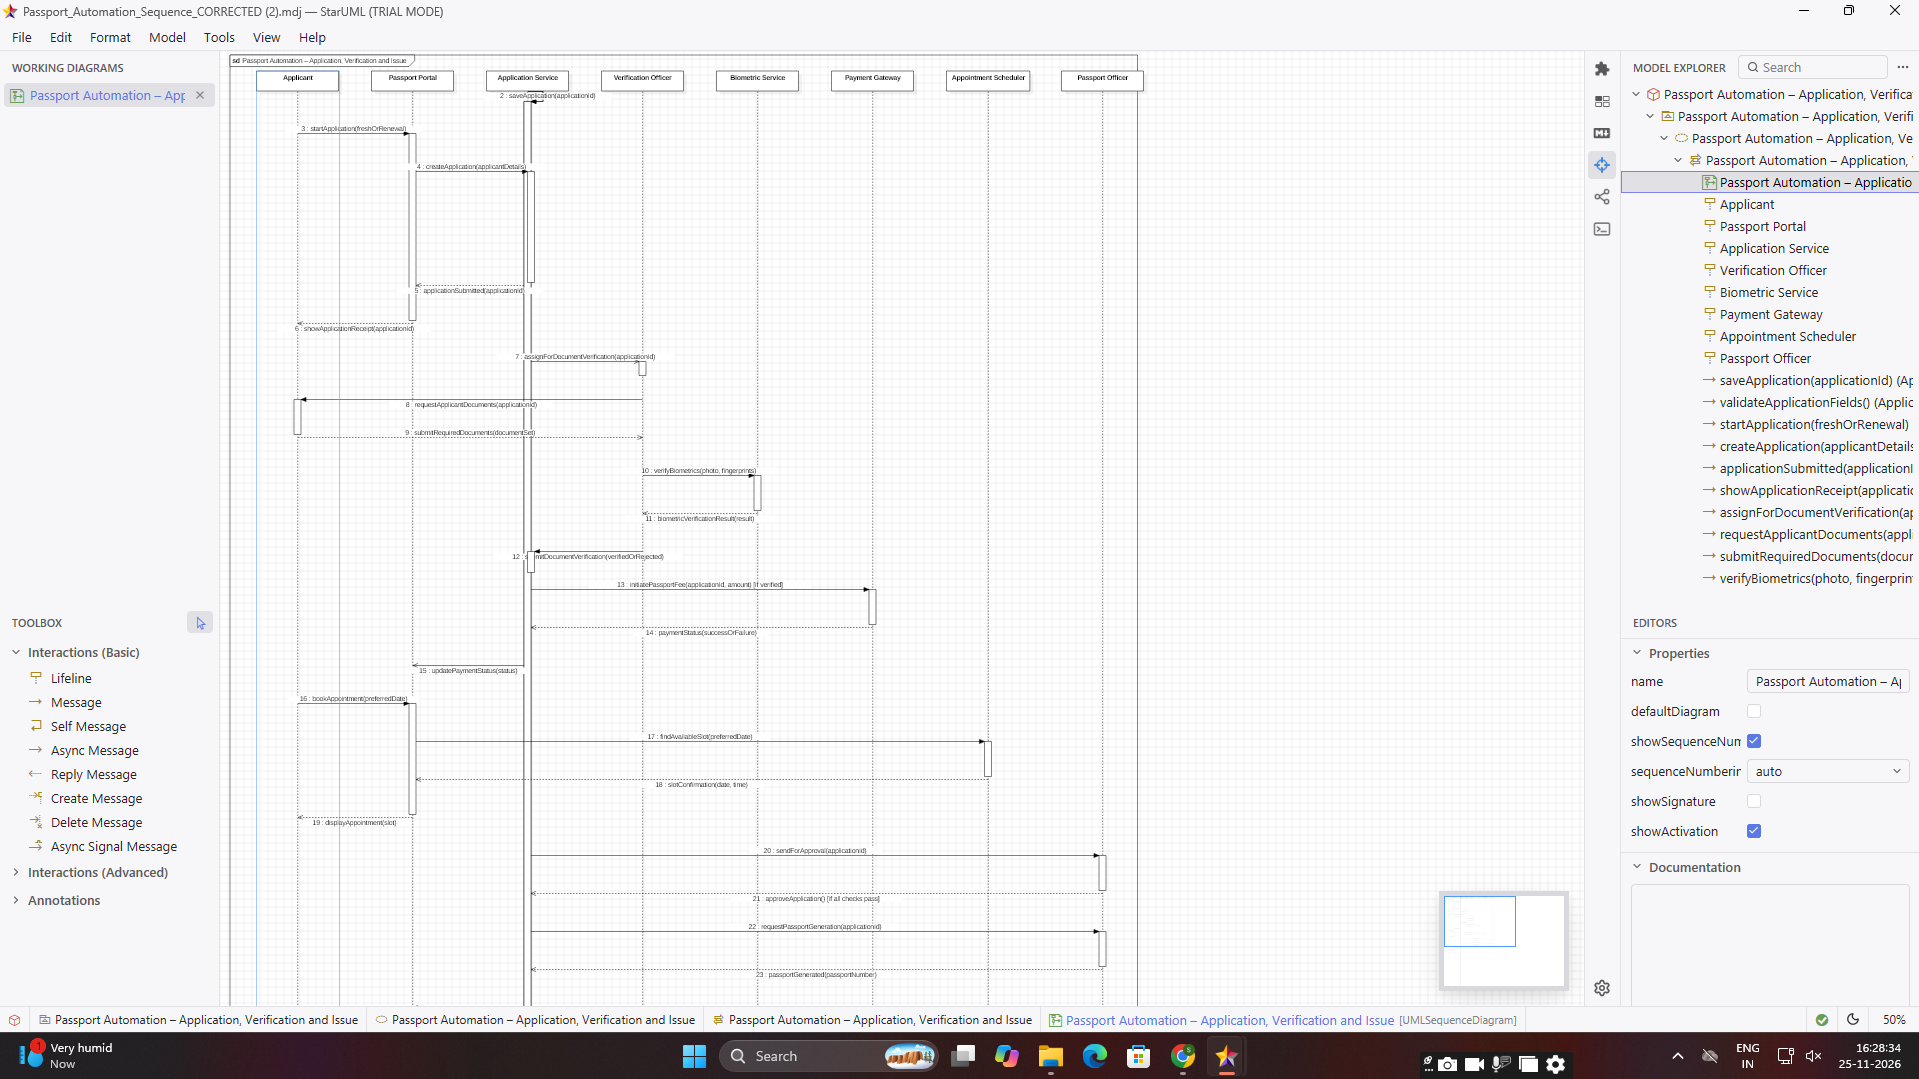 Passport_Automation_Sequence_CORRECTED (2).mdj — StarUML (TRIAL MODE)
File Edit Format Model Tools View Help
WORKING DIAGRAMS
Passport Automation – App
sd Passport Automation – Application, Verification and Issue
Applicant
Passport Portal
Application Service
Verification Officer
Biometric Service
Payment Gateway
Appointment Scheduler
Passport Officer
2 : saveApplication(applicationId)
3 : startApplication(freshOrRenewal)
4 : createApplication(applicantDetails)
5 : applicationSubmitted(applicationId)
6 : showApplicationReceipt(applicationId)
7 : assignForDocumentVerification(applicationId)
8 : requestApplicantDocuments(applicationId)
9 : submitRequiredDocuments(documentSet)
10 : verifyBiometrics(photo, fingerprints)
11 : biometricVerificationResult(result)
12 : s mitDocumentVerification(verifiedOrRejected)
13 : initiatePassportFee(applicationId, amount) [if verified]
14 : paymentStatus(successOrFailure)
15 : updatePaymentStatus(status)
16 : bookAppointment(preferredDate)
17 : findAvailableSlot(preferredDate)
18 : slotConfirmation(date, time)
19 : displayAppointment(slot)
20 : sendForApproval(applicationId)
21 : approveApplication() [if all checks pass]
22 : requestPassportGeneration(applicationId)
23 : passportGenerated(passportNumber)
TOOLBOX
Interactions (Basic)
Lifeline
Message
Self Message
Async Message
Reply Message
Create Message
Delete Message
Async Signal Message
Interactions (Advanced)
Annotations
MODEL EXPLORER Search
Passport Automation – Application, Verifica
Passport Automation – Application, Verifi
Passport Automation – Application, Ve
Passport Automation – Application,
Passport Automation – Applicatio
Applicant
Passport Portal
Application Service
Verification Officer
Biometric Service
Payment Gateway
Appointment Scheduler
Passport Officer
saveApplication(applicationId) (Ap
validateApplicationFields() (Applic
startApplication(freshOrRenewal)
createApplication(applicantDetails
applicationSubmitted(applicationI
showApplicationReceipt(applicatic
assignForDocumentVerification(ap
requestApplicantDocuments(appli
submitRequiredDocuments(docur
verifyBiometrics(photo, fingerprin
EDITORS
Properties
name Passport Automation – Ap
defaultDiagram
showSequenceNum
sequenceNumberin auto
showSignature
showActivation
Documentation
Passport Automation – Application, Verification and Issue
Passport Automation – Application, Verification and Issue
Passport Automation – Application, Verification and Issue
Passport Automation – Application, Verification and Issue [UMLSequenceDiagram]
50%
1
Very humid
Now
Search
ENG
IN
16:28:34
25-11-2026